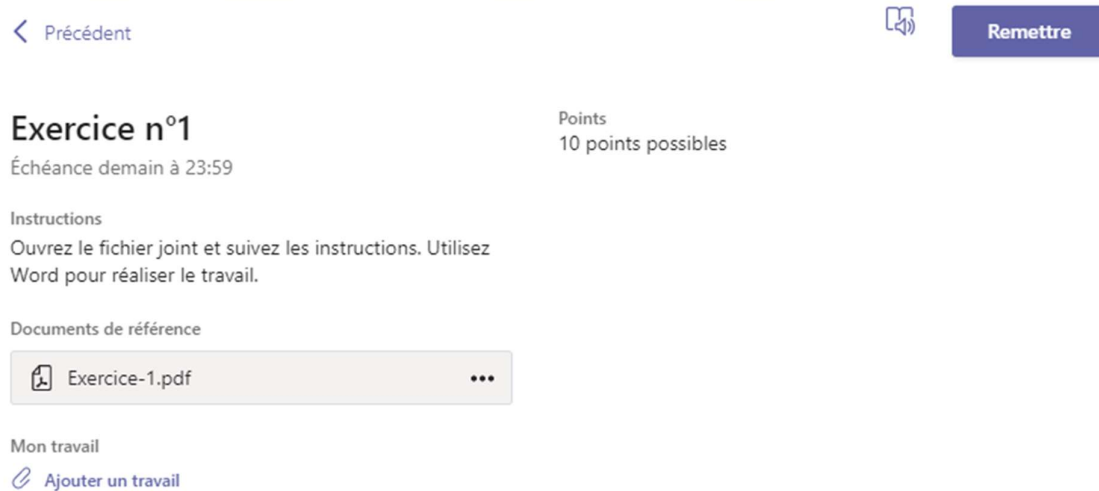 Précédent
Remettre
Exercice n°1
Échéance demain à 23:59
Points
10 points possibles
Instructions
Ouvrez le fichier joint et suivez les instructions. Utilisez
Word pour réaliser le travail.
Documents de référence
Exercice-1.pdf
Mon travail
Ajouter un travail